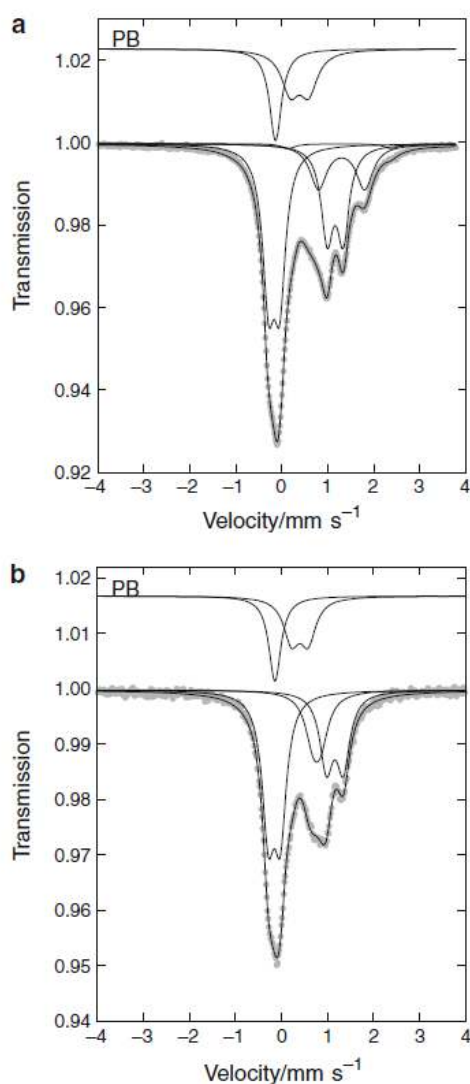 a
PB
1.02
1.00
0.98
0.96
0.94
0.92
Transmission
−4 −3 −2 −1 0 1 2 3 4
Velocity/mm s⁻¹
b
PB
1.02
1.01
1.00
0.99
0.98
0.97
0.96
0.95
0.94
Transmission
−4 −3 −2 −1 0 1 2 3 4
Velocity/mm s⁻¹